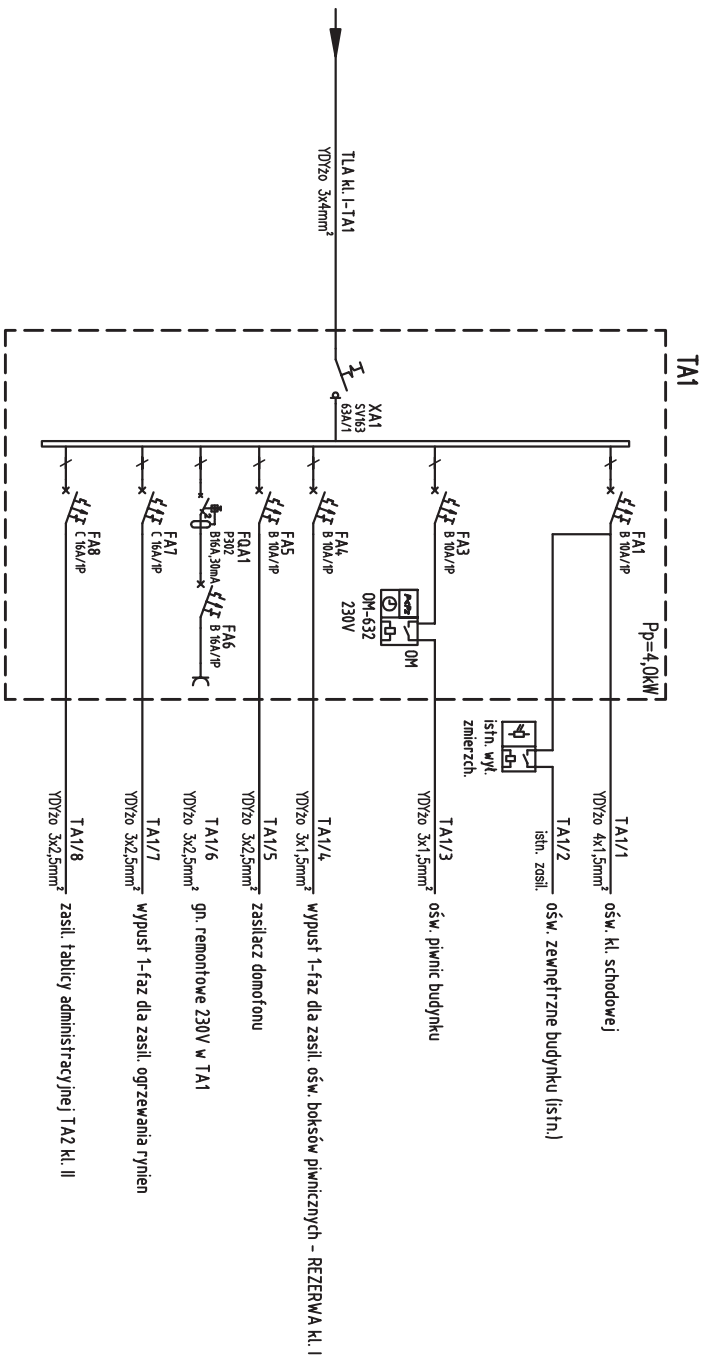 TA1
Pp=4,0kW
TLA kl. I-TA1
YDYżo 3x4mm²
XA1
SV163
63A/1
FA1
B 10A/1P
FA3
B 10A/1P
FA4
B 10A/1P
FA5
B 10A/1P
FQA1
P302
B16A,30mA
FA6
B 16A/1P
FA7
C 16A/1P
FA8
C 16A/1P
OM
OM-632
230V
istn. wył.
zmierzch.
TA1/1
YDYżo 4x1,5mm²
ośw. kl. schodowej
TA1/2
istn. zasil.
ośw. zewnętrzne budynku (istn.)
TA1/3
YDYżo 3x1,5mm²
ośw. piwnic budynku
TA1/4
YDYżo 3x1,5mm²
wypust 1-faz dla zasil. ośw. boksów piwnicznych - REZERWA kl. I
TA1/5
YDYżo 3x2,5mm²
zasilacz domofonu
TA1/6
YDYżo 3x2,5mm²
gn. remontowe 230V w TA1
TA1/7
YDYżo 3x2,5mm²
wypust 1-faz dla zasil. ogrzewania rynien
TA1/8
YDYżo 3x2,5mm²
zasil. tablicy administracyjnej TA2 kl. II